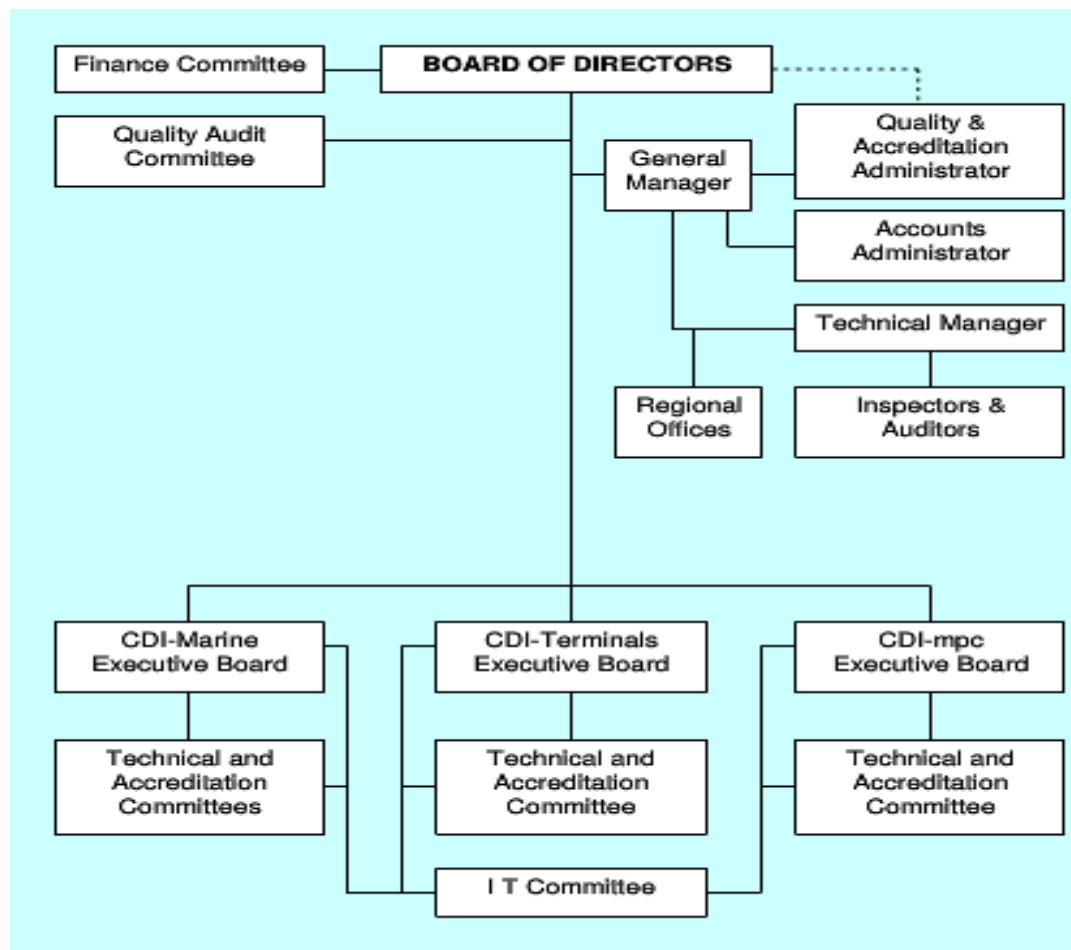 Finance Committee
BOARD OF DIRECTORS
Quality Audit
Committee
General
Manager
Quality &
Accreditation
Administrator
Accounts
Administrator
Technical Manager
Regional
Offices
Inspectors &
Auditors
CDI-Marine
Executive Board
CDI-Terminals
Executive Board
CDI-mpc
Executive Board
Technical and
Accreditation
Committees
Technical and
Accreditation
Committee
Technical and
Accreditation
Committee
I T Committee